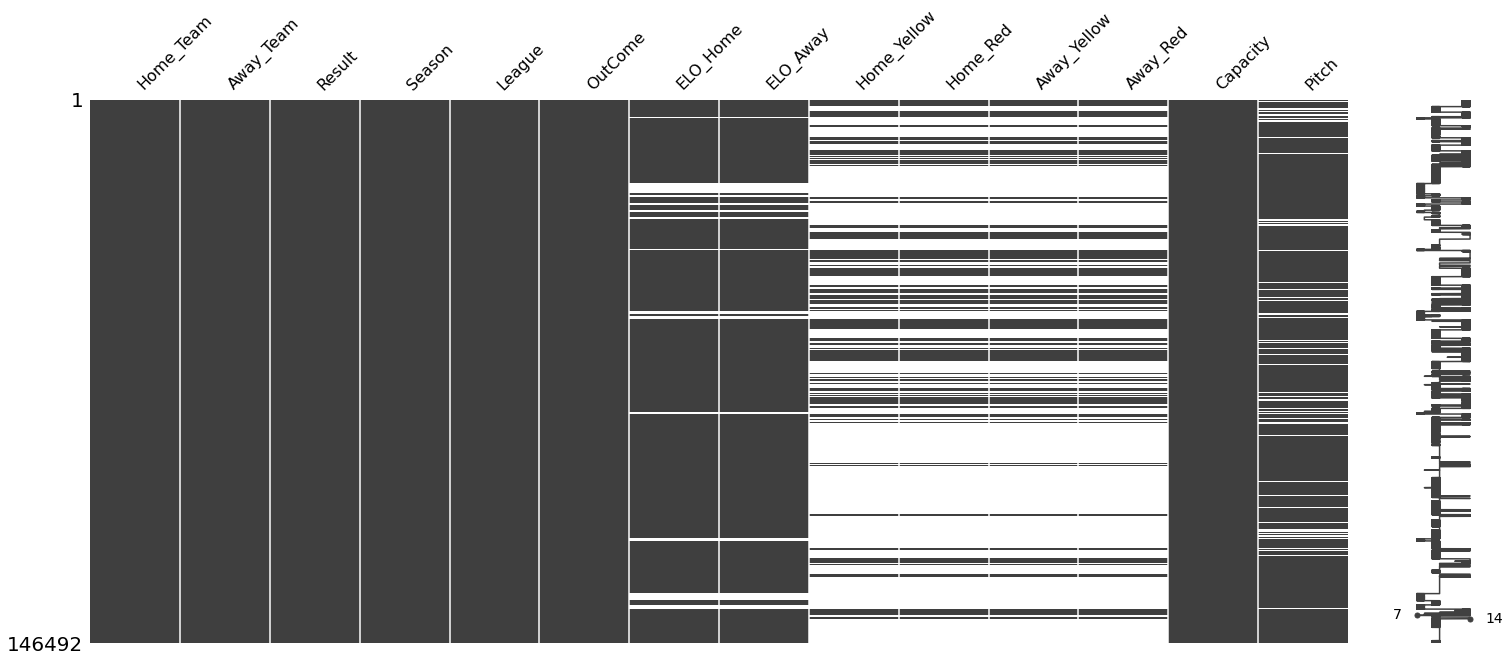 Home_Team
Away_Team
Result
Season
League
OutCome
ELO_Home
ELO_Away
Home_Yellow
Home_Red
Away_Yellow
Away_Red
Capacity
Pitch
1
7
14
146492